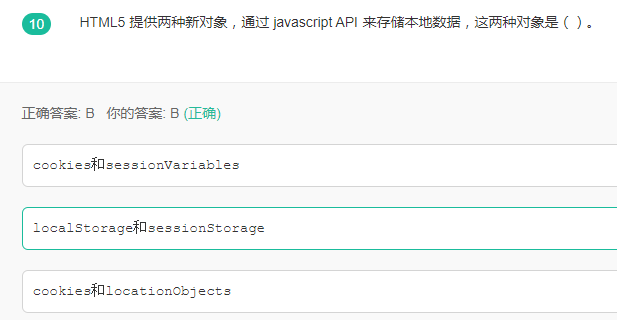 10 HTML5 提供两种新对象，通过 javascript API 来存储本地数据，这两种对象是 ( ) 。
正确答案: B 你的答案: B (正确)
cookies和sessionVariables
localStorage和sessionStorage
cookies和locationObjects